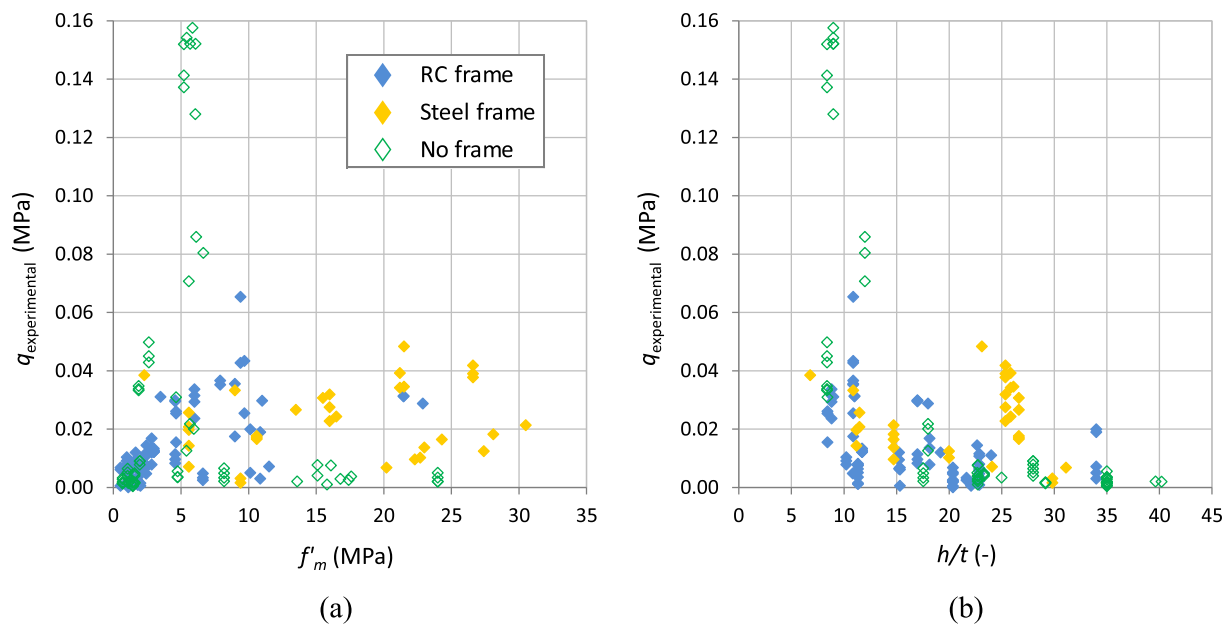 0.16
0.14
0.12
0.10
0.08
0.06
0.04
0.02
0.00
q experimental (MPa)
0 5 10 15 20 25 30 35
f'm (MPa)
RC frame
Steel frame
No frame
(a)
0.16
0.14
0.12
0.10
0.08
0.06
0.04
0.02
0.00
q experimental (MPa)
0 5 10 15 20 25 30 35 40 45
h/t (-)
(b)